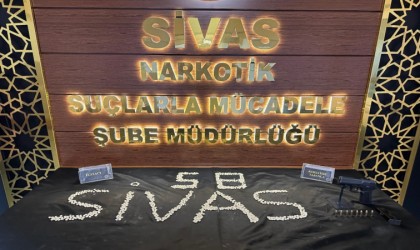 SİVAS
NARKOTİK
SUÇLARLA MÜCADELE
ŞUBE MÜDÜRLÜĞÜ
58
SİVAS